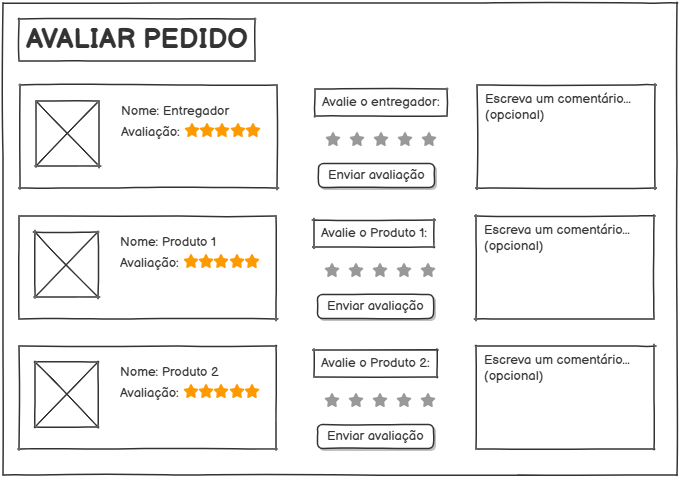 AVALIAR PEDIDO
Nome: Entregador
Avaliação:
Avalie o entregador:
Enviar avaliação
Escreva um comentário...
(opcional)
Nome: Produto 1
Avaliação:
Avalie o Produto 1:
Enviar avaliação
Escreva um comentário...
(opcional)
Nome: Produto 2
Avaliação:
Avalie o Produto 2:
Enviar avaliação
Escreva um comentário...
(opcional)